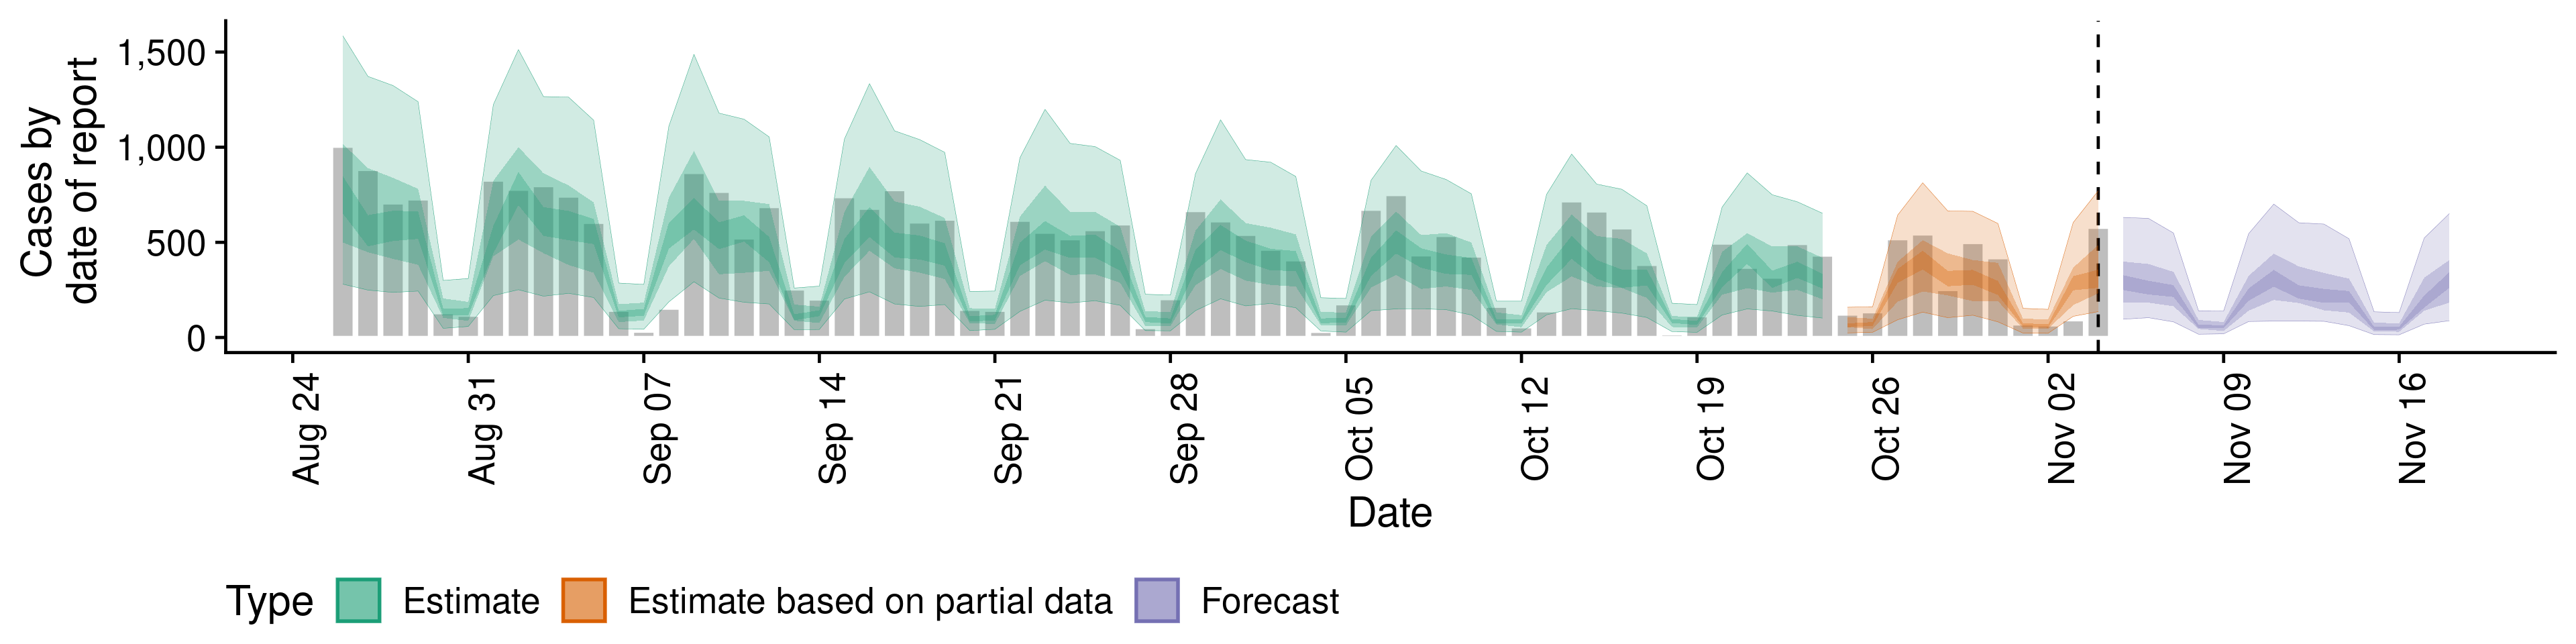 Cases by
date of report
1,500
1,000
500
0
Aug 24
Aug 31
Sep 07
Sep 14
Sep 21
Sep 28
Oct 05
Oct 12
Oct 19
Oct 26
Nov 02
Nov 09
Nov 16
Date
Type Estimate Estimate based on partial data Forecast